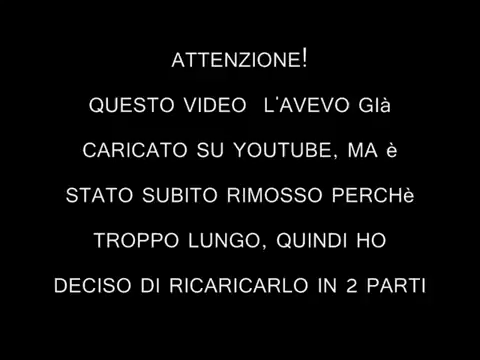 ATTENZIONE!
QUESTO VIDEO L'AVEVO GIà
CARICATO SU YOUTUBE, MA è
STATO SUBITO RIMOSSO PERCHè
TROPPO LUNGO, QUINDI HO
DECISO DI RICARICARLO IN 2 PARTI